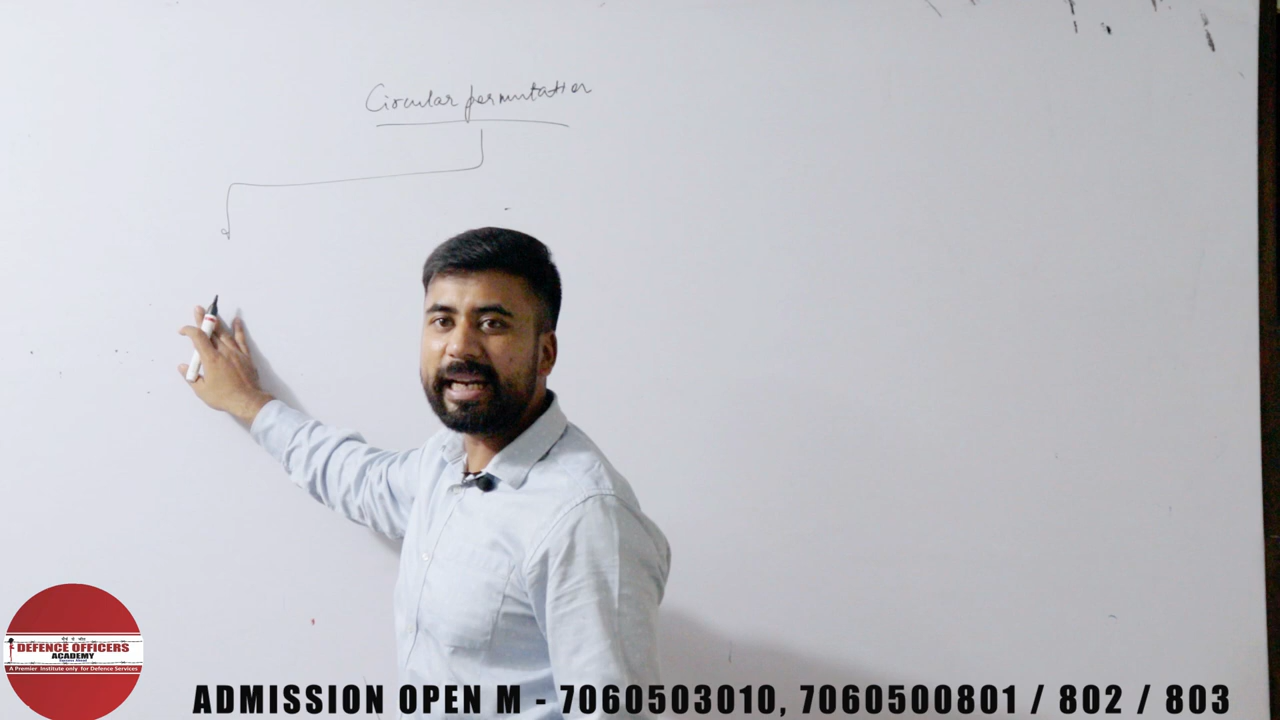 Circular permutation
DEFENCE OFFICERS
ACADEMY
A Premier Institute only for Defence Services
ADMISSION OPEN M - 7060503010, 7060500801 / 802 / 803